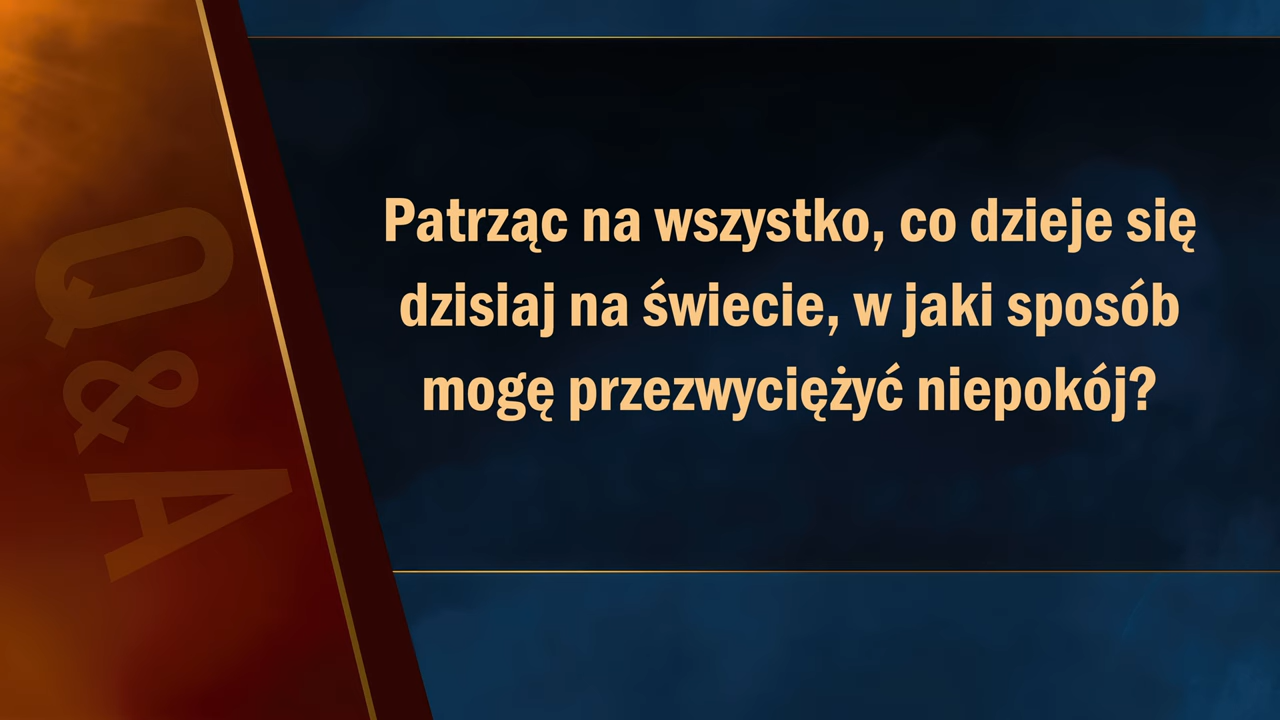 Q&A
Patrząc na wszystko, co dzieje się
dzisiaj na świecie, w jaki sposób
mogę przezwyciężyć niepokój?